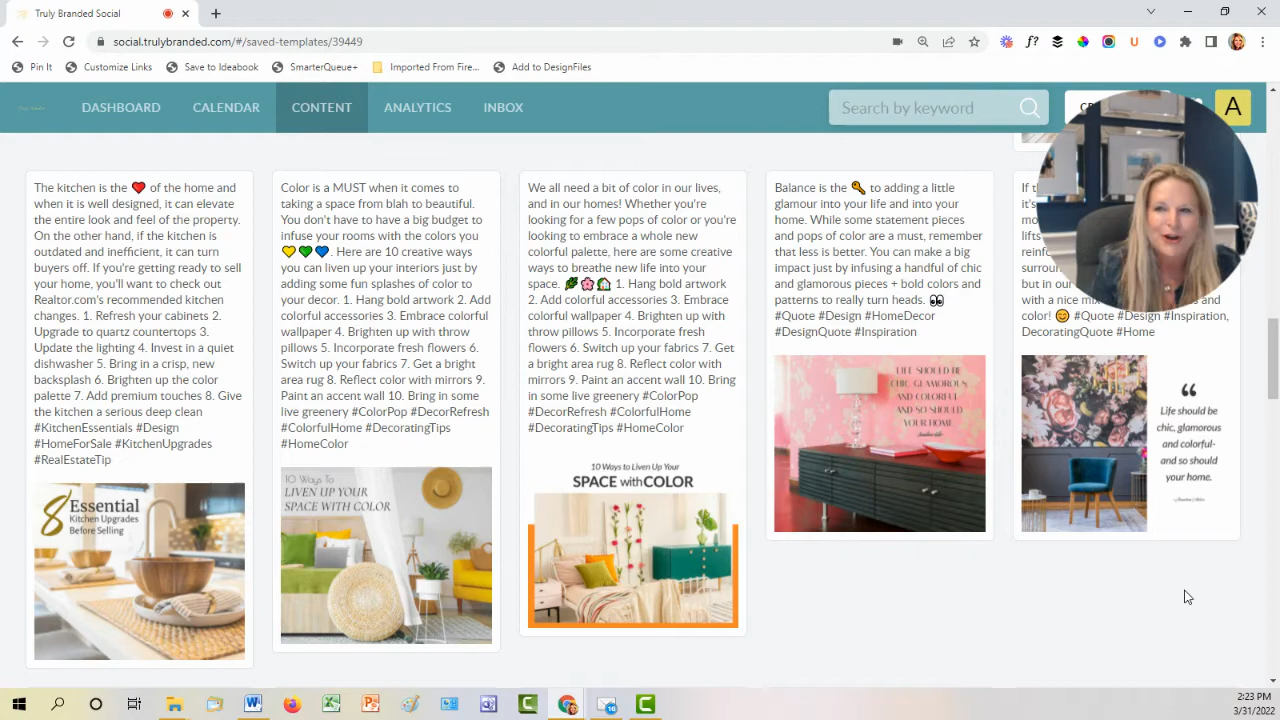 Truly Branded Social
social.trulybranded.com/#/saved-templates/39449
Pin It
Customize Links
Save to Ideabook
SmarterQueue+
Imported From Fire...
Add to DesignFiles
DASHBOARD
CALENDAR
CONTENT
ANALYTICS
INBOX
Search by keyword
A
The kitchen is the ❤️ of the home and
when it is well designed, it can elevate
the entire look and feel of the property.
On the other hand, if the kitchen is
outdated and inefficient, it can turn
buyers off. If you're getting ready to sell
your home, you'll want to check out
Realtor.com's recommended kitchen
changes. 1. Refresh your cabinets 2.
Upgrade to quartz countertops 3.
Update the lighting 4. Invest in a quiet
dishwasher 5. Bring in a crisp, new
backsplash 6. Brighten up the color
palette 7. Add premium touches 8. Give
the kitchen a serious deep clean
#KitchenEssentials #Design
#HomeForSale #KitchenUpgrades
#RealEstateTip
8 Essential
Kitchen Upgrades
Before Selling
Color is a MUST when it comes to
taking a space from blah to beautiful.
You don't have to have a big budget to
infuse your rooms with the colors you
💛💚💙. Here are 10 creative ways
you can liven up your interiors just by
adding some fun splashes of color to
your decor. 1. Hang bold artwork 2. Add
colorful accessories 3. Embrace colorful
wallpaper 4. Brighten up with throw
pillows 5. Incorporate fresh flowers 6.
Switch up your fabrics 7. Get a bright
area rug 8. Reflect color with mirrors 9.
Paint an accent wall 10. Bring in some
live greenery #ColorPop #DecorRefresh
#ColorfulHome #DecoratingTips
#HomeColor
10 Ways To
LIVEN UP YOUR
SPACE WITH COLOR
We all need a bit of color in our lives,
and in our homes! Whether you're
looking for a few pops of color or you're
looking to embrace a whole new
colorful palette, here are some creative
ways to breathe new life into your
space. 🌿🌸🏡 1. Hang bold artwork
2. Add colorful accessories 3. Embrace
colorful wallpaper 4. Brighten up with
throw pillows 5. Incorporate fresh
flowers 6. Switch up your fabrics 7. Get
a bright area rug 8. Reflect color with
mirrors 9. Paint an accent wall 10. Bring
in some live greenery #ColorPop
#DecorRefresh #ColorfulHome
#DecoratingTips #HomeColor
10 Ways to Liven Up Your
SPACE with COLOR
Balance is the 🔑 to adding a little
glamour into your life and into your
home. While some statement pieces
and pops of color are a must, remember
that less is better. You can make a big
impact just by infusing a handful of chic
and glamorous pieces + bold colors and
patterns to really turn heads. 👀
#Quote #Design #HomeDecor
#DesignQuote #Inspiration
LIFE SHOULD BE
CHIC, GLAMOROUS
AND COLORFUL
AND SO SHOULD
YOUR HOME.
If
it's
lifts
surrou
but in our
with a nice and
color! 😊 #Quote #Design #Inspiration,
DecoratingQuote #Home
“
Life should be
chic, glamorous
and colorful-
and so should
your home.
2:23 PM
3/31/2022
16